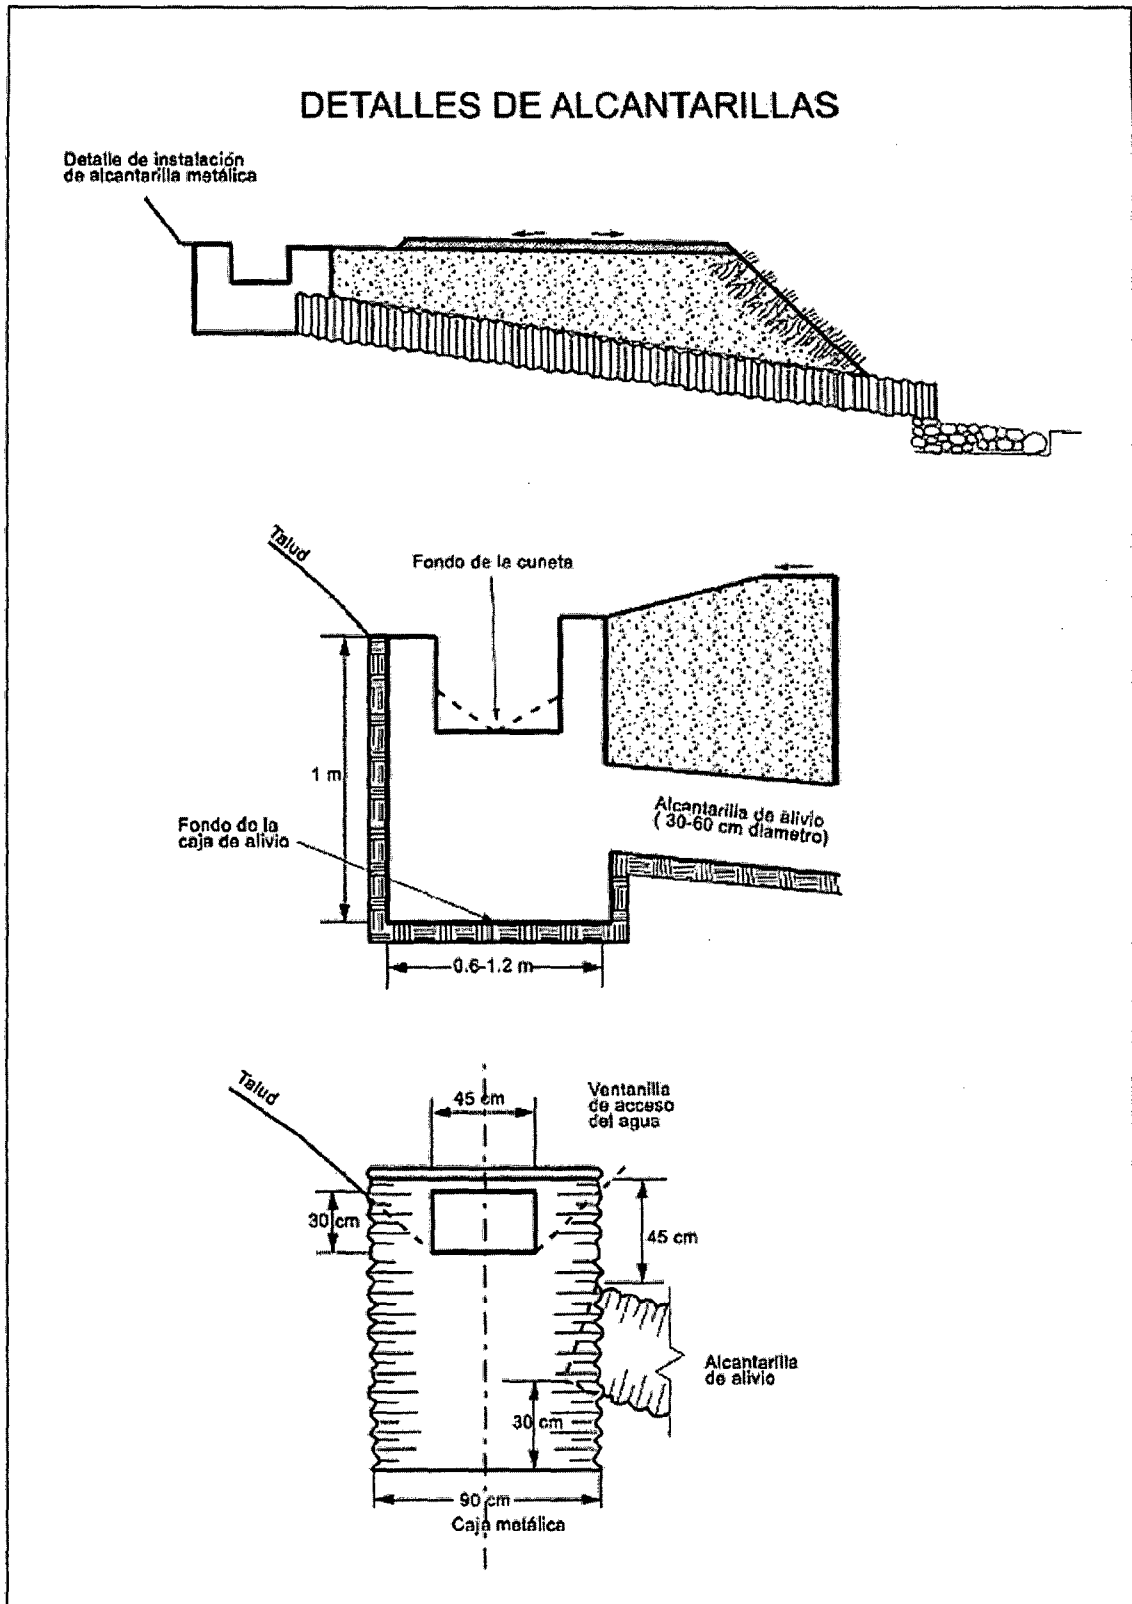 DETALLES DE ALCANTARILLAS
Detalle de instalación
de alcantarilla metálica
Talud
Fondo de la cuneta
1 m
Alcantarilla de alivio
( 30-60 cm diametro)
Fondo de la
caja de alivio
0.6-1.2 m
Talud
45 cm
Ventanilla
de acceso
del agua
30 cm
45 cm
Alcantarilla
de alivio
30 cm
90 cm
Caja metálica